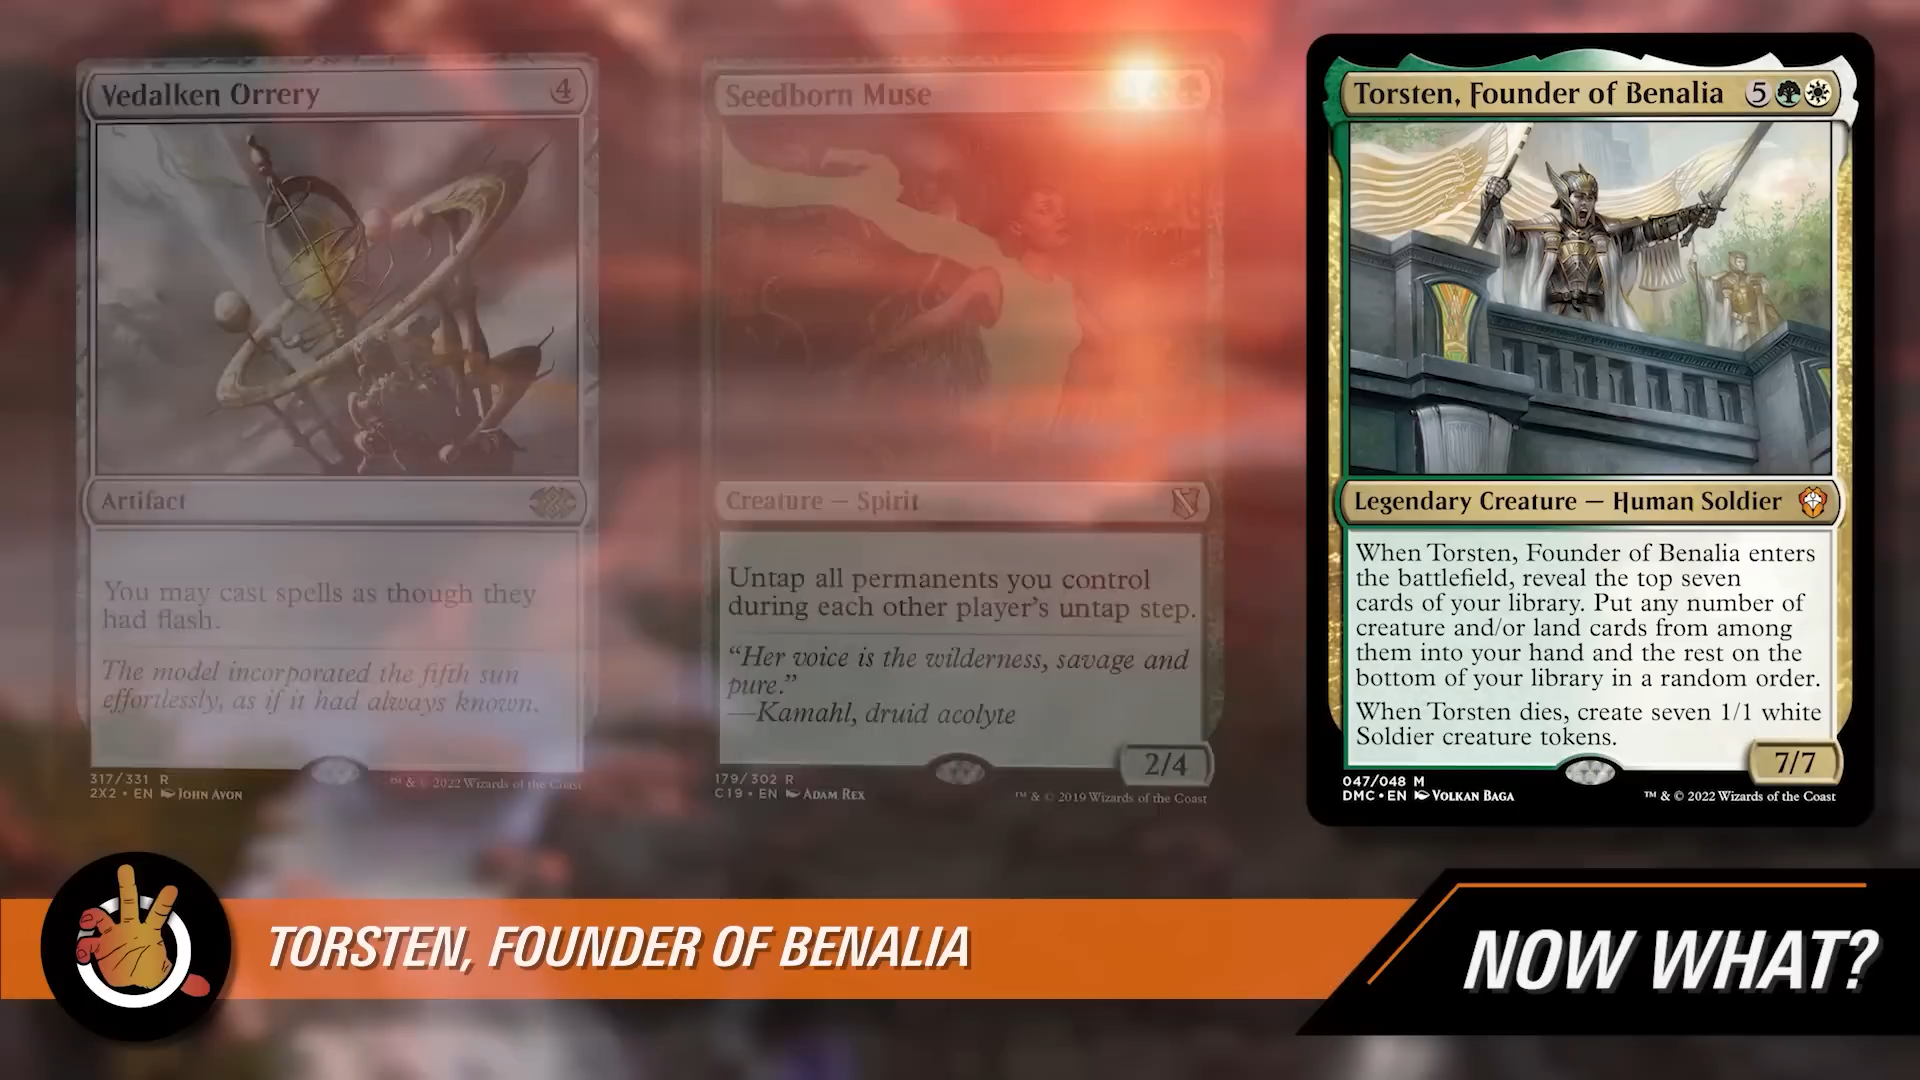 Vedalken Orrery 4
Artifact
You may cast spells as though they
had flash.
The model incorporated the fifth sun
effortlessly, as if it had always known.
317/331 R
2X2 • EN JOHN AVON
™ & © 2022 Wizards of the Coast
Seedborn Muse
Creature — Spirit
Untap all permanents you control
during each other player's untap step.
“Her voice is the wilderness, savage and
pure.”
—Kamahl, druid acolyte
2/4
179/302 R
C19 • EN ADAM REX
™ & © 2019 Wizards of the Coast
Torsten, Founder of Benalia 5
Legendary Creature — Human Soldier
When Torsten, Founder of Benalia enters
the battlefield, reveal the top seven
cards of your library. Put any number of
creature and/or land cards from among
them into your hand and the rest on the
bottom of your library in a random order.
When Torsten dies, create seven 1/1 white
Soldier creature tokens.
7/7
047/048 M
DMC • EN VOLKAN BAGA
™ & © 2022 Wizards of the Coast
TORSTEN, FOUNDER OF BENALIA
NOW WHAT?